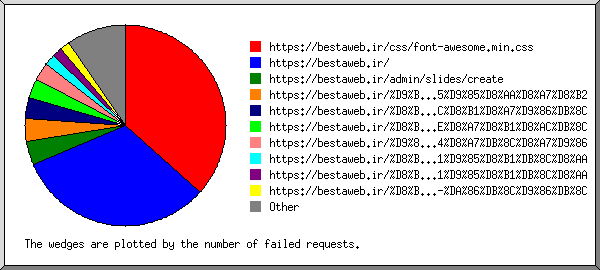 https://bestaweb.ir/css/font-awesome.min.css
https://bestaweb.ir/
https://bestaweb.ir/admin/slides/create
https://bestaweb.ir/%D9%B...5%D9%85%D8%AA%D8%A7%D8%B2
https://bestaweb.ir/%D8%B...C%D8%B1%D8%A7%D9%86%DB%8C
https://bestaweb.ir/%D8%B...E%D8%A7%D8%B1%D8%AC%DB%8C
https://bestaweb.ir/%D9%8...4%D8%A7%DB%8C%D8%A7%D9%86
https://bestaweb.ir/%D8%B...1%D9%85%D8%B1%DB%8C%D8%AA
https://bestaweb.ir/%D8%B...1%D9%85%D8%B1%DB%8C%D8%AA
https://bestaweb.ir/%D8%B...-%DA%86%DB%8C%D9%86%DB%8C
Other
The wedges are plotted by the number of failed requests.